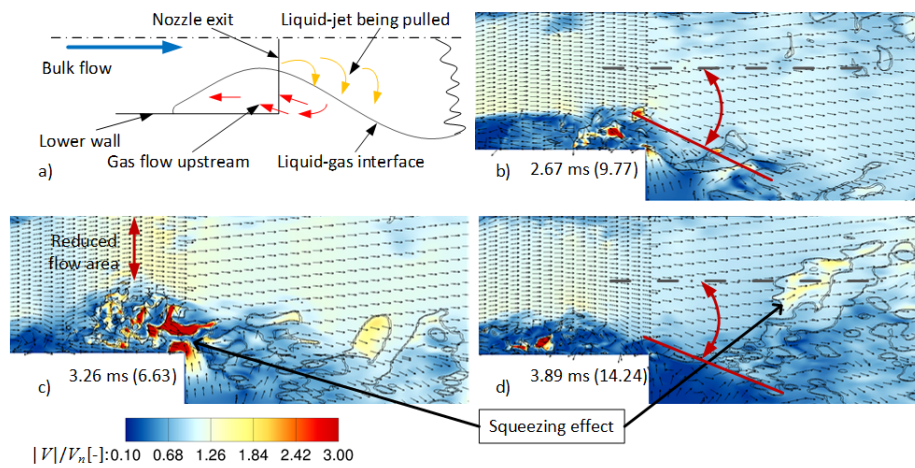 a)
Nozzle exit
Liquid-jet being pulled
Bulk flow
Lower wall
Gas flow upstream
Liquid-gas interface
b)
2.67 ms (9.77)
Reduced
flow area
c)
3.26 ms (6.63)
d)
3.89 ms (14.24)
Squeezing effect
|V|/Vₙ[-]:
0.10 0.68 1.26 1.84 2.42 3.00